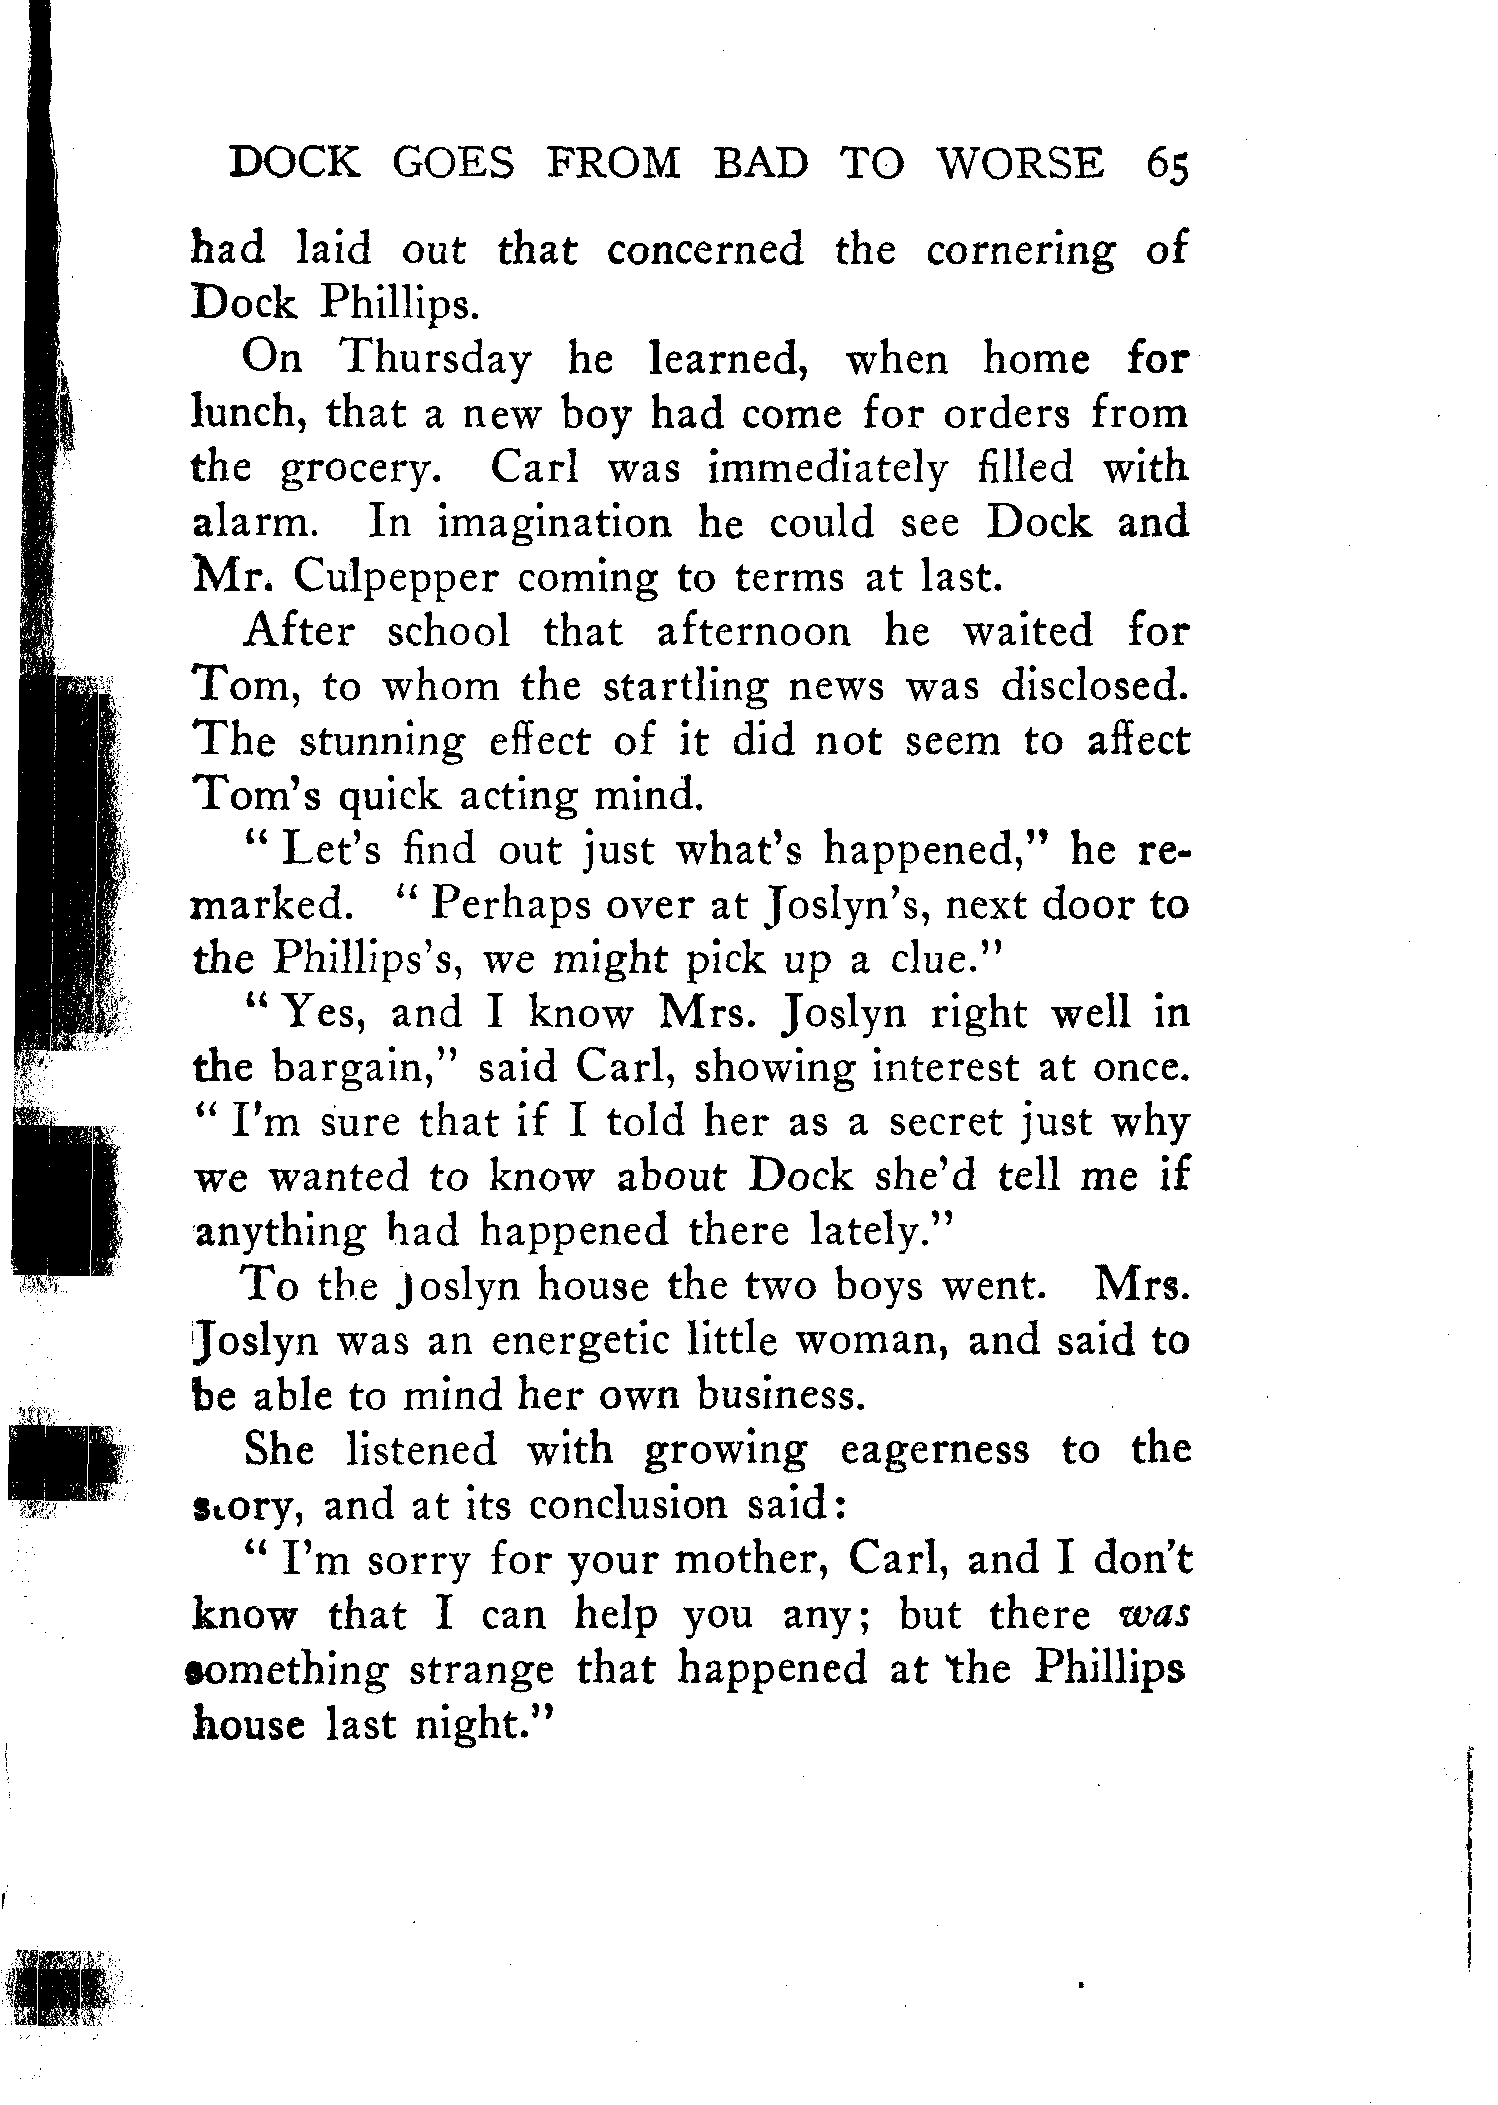 DOCK GOES FROM BAD TO WORSE 65
had laid out that concerned the cornering of
Dock Phillips.
On Thursday he learned, when home for
lunch, that a new boy had come for orders from
the grocery. Carl was immediately filled with
alarm. In imagination he could see Dock and
Mr. Culpepper coming to terms at last.
After school that afternoon he waited for
Tom, to whom the startling news was disclosed.
The stunning effect of it did not seem to affect
Tom's quick acting mind.
" Let's find out just what's happened," he re-
marked. " Perhaps over at Joslyn's, next door to
the Phillips's, we might pick up a clue."
" Yes, and I know Mrs. Joslyn right well in
the bargain," said Carl, showing interest at once.
" I'm sure that if I told her as a secret just why
we wanted to know about Dock she'd tell me if
anything had happened there lately."
To the Joslyn house the two boys went. Mrs.
Joslyn was an energetic little woman, and said to
be able to mind her own business.
She listened with growing eagerness to the
story, and at its conclusion said:
" I'm sorry for your mother, Carl, and I don't
know that I can help you any; but there was
something strange that happened at the Phillips
house last night."